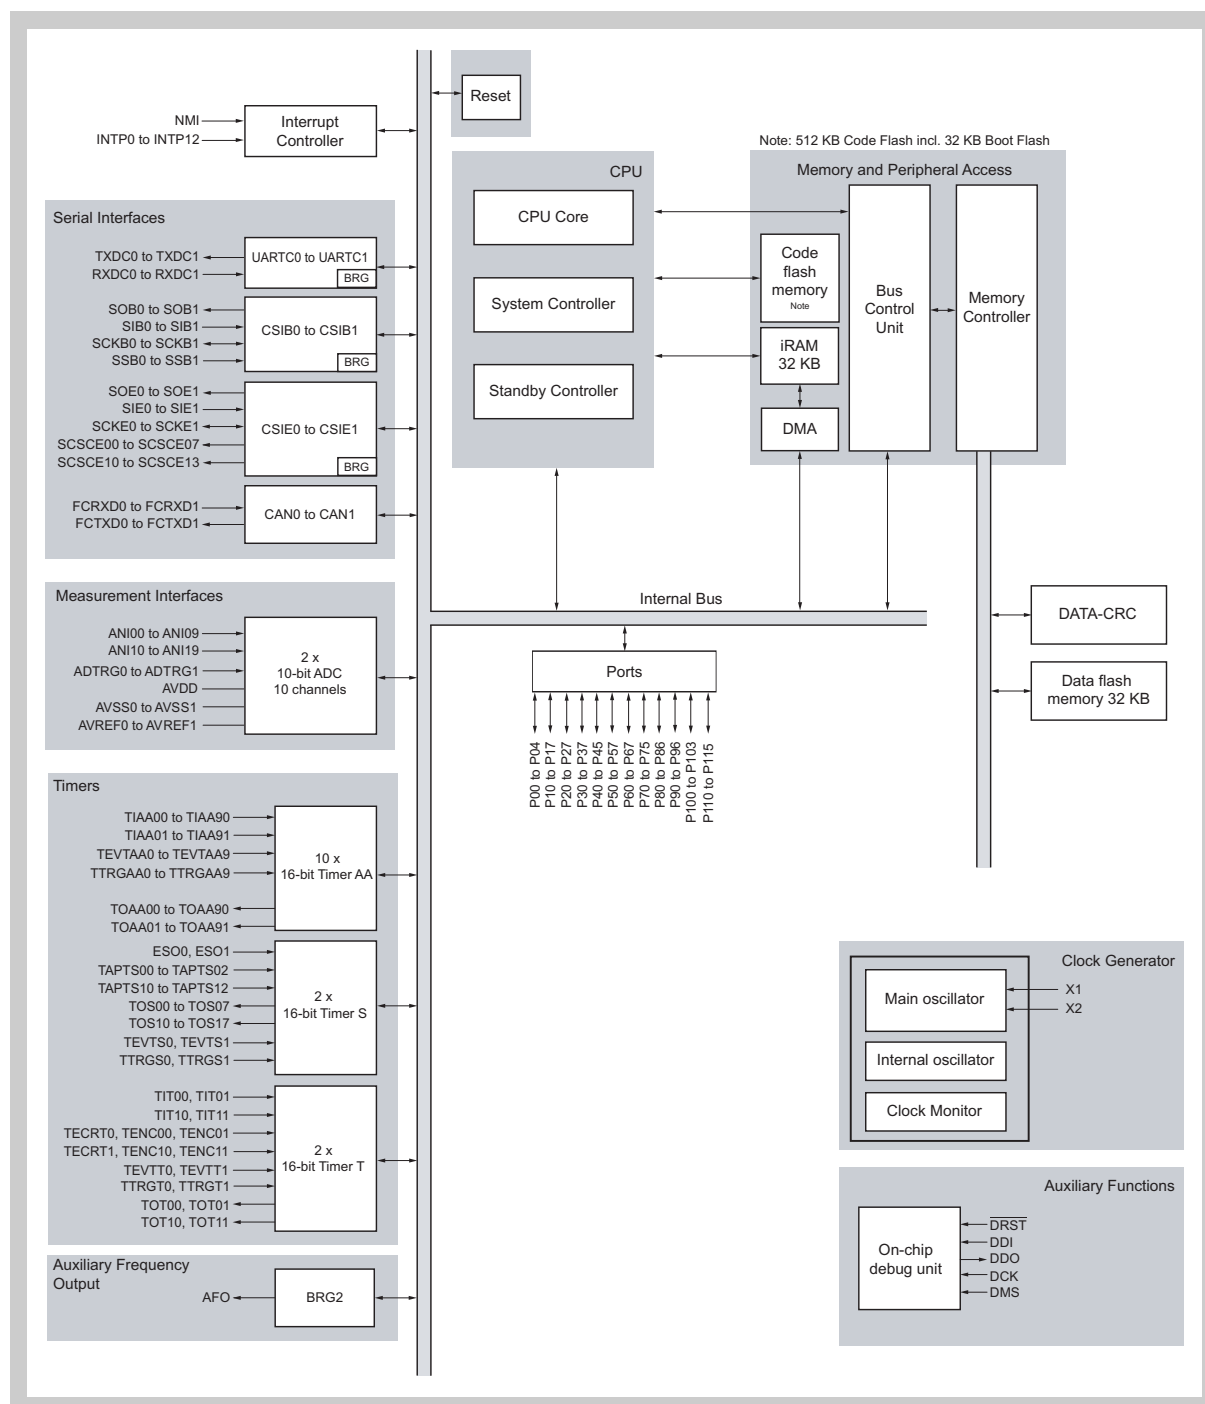 Reset
NMI
INTP0 to INTP12
Interrupt
Controller
Note: 512 KB Code Flash incl. 32 KB Boot Flash
CPU
CPU Core
System Controller
Standby Controller
Memory and Peripheral Access
Code
flash
memory
Note
iRAM
32 KB
DMA
Bus
Control
Unit
Memory
Controller
Serial Interfaces
TXDC0 to TXDC1
RXDC0 to RXDC1
UARTC0 to UARTC1
BRG
SOB0 to SOB1
SIB0 to SIB1
SCKB0 to SCKB1
SSB0 to SSB1
CSIB0 to CSIB1
BRG
SOE0 to SOE1
SIE0 to SIE1
SCKE0 to SCKE1
SCSCE00 to SCSCE07
SCSCE10 to SCSCE13
CSIE0 to CSIE1
BRG
FCRXD0 to FCRXD1
FCTXD0 to FCTXD1
CAN0 to CAN1
Measurement Interfaces
ANI00 to ANI09
ANI10 to ANI19
ADTRG0 to ADTRG1
AVDD
AVSS0 to AVSS1
AVREF0 to AVREF1
2 x
10-bit ADC
10 channels
Internal Bus
Ports
P00 to P04
P10 to P17
P20 to P27
P30 to P37
P40 to P45
P50 to P57
P60 to P67
P70 to P75
P80 to P86
P90 to P96
P100 to P103
P110 to P115
DATA-CRC
Data flash
memory 32 KB
Timers
TIAA00 to TIAA90
TIAA01 to TIAA91
TEVTAA0 to TEVTAA9
TTRGAA0 to TTRGAA9
TOAA00 to TOAA90
TOAA01 to TOAA91
10 x
16-bit Timer AA
ESO0, ESO1
TAPTS00 to TAPTS02
TAPTS10 to TAPTS12
TOS00 to TOS07
TOS10 to TOS17
TEVTS0, TEVTS1
TTRGS0, TTRGS1
2 x
16-bit Timer S
TIT00, TIT01
TIT10, TIT11
TECRT0, TENC00, TENC01
TECRT1, TENC10, TENC11
TEVTT0, TEVTT1
TTRGT0, TTRGT1
TOT00, TOT01
TOT10, TOT11
2 x
16-bit Timer T
Auxiliary Frequency
Output
AFO
BRG2
Clock Generator
Main oscillator
X1
X2
Internal oscillator
Clock Monitor
Auxiliary Functions
On-chip
debug unit
DRST
DDI
DDO
DCK
DMS